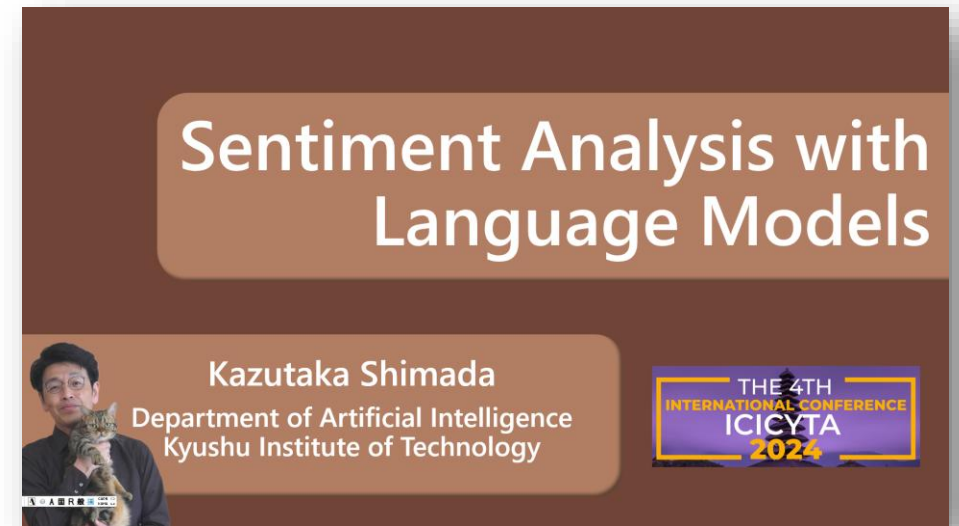 Sentiment Analysis with
Language Models
Kazutaka Shimada
Department of Artificial Intelligence
Kyushu Institute of Technology
THE 4TH
INTERNATIONAL CONFERENCE
ICICYTA
2024
A 般